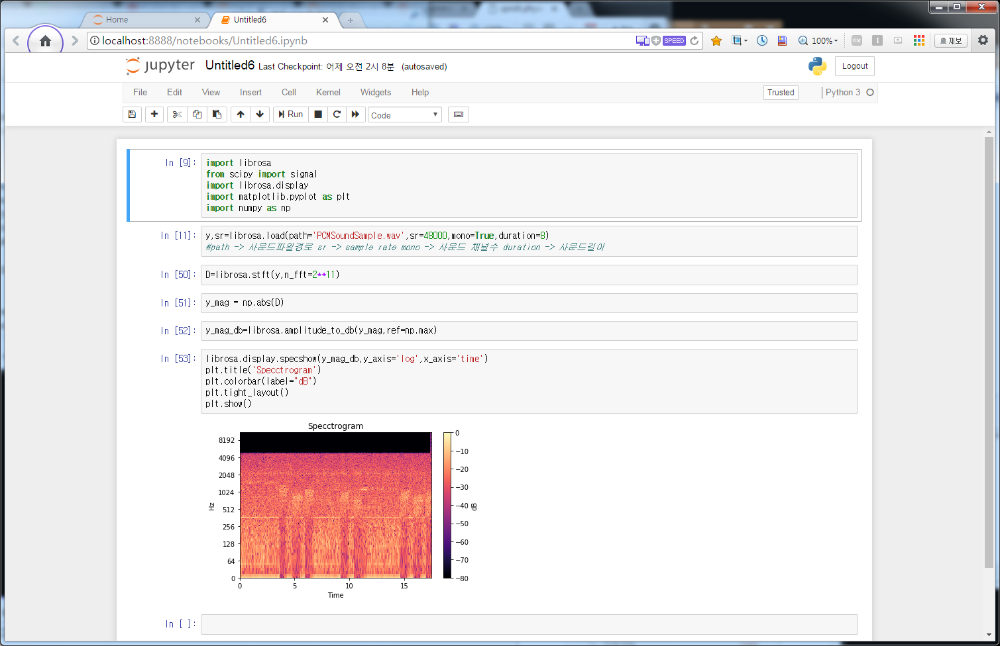 Home
Untitled6
localhost:8888/notebooks/Untitled6.ipynb
SPEED
100%
제보
jupyter Untitled6 Last Checkpoint: 어제 오전 2시 8분 (autosaved)
Logout
File Edit View Insert Cell Kernel Widgets Help
Trusted
Python 3
Run
Code
In [9]:
import librosa
from scipy import signal
import librosa.display
import matplotlib.pyplot as plt
import numpy as np
In [11]:
y,sr=librosa.load(path='PCMSoundSample.wav',sr=48000,mono=True,duration=8)
#path -> 사운드파일경로 sr -> sample rate mono -> 사운드 채널수 duration -> 사운드길이
In [50]:
D=librosa.stft(y,n_fft=2**11)
In [51]:
y_mag = np.abs(D)
In [52]:
y_mag_db=librosa.amplitude_to_db(y_mag,ref=np.max)
In [53]:
librosa.display.specshow(y_mag_db,y_axis='log',x_axis='time')
plt.title('Specctrogram')
plt.colorbar(label="dB")
plt.tight_layout()
plt.show()
Specctrogram
8192
4096
2048
1024
512
256
128
64
0
Hz
0 5 10 15
Time
0
−10
−20
−30
−40
−50
−60
−70
−80
dB
In [ ]: